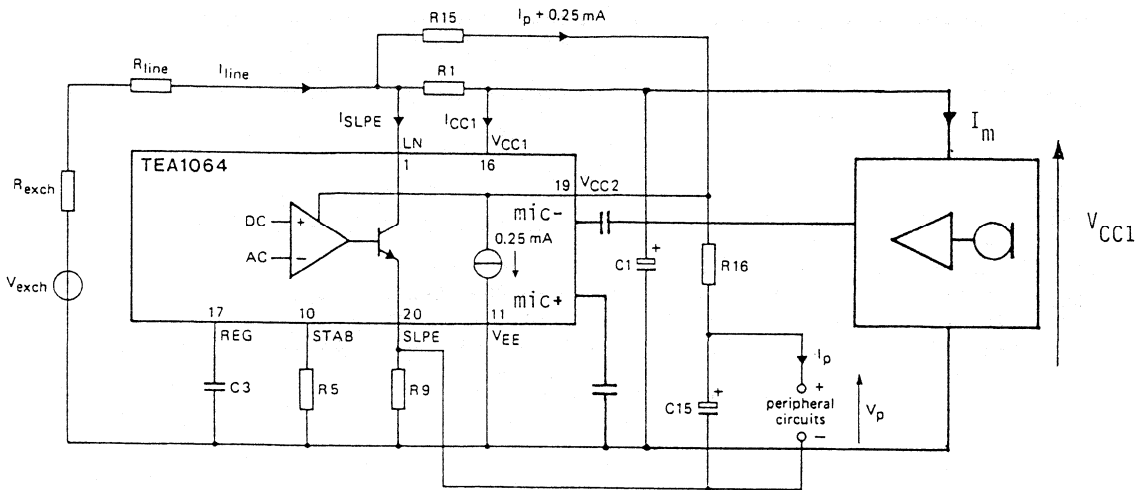 R15
Ip + 0.25 mA
Rline
Iline
R1
ISLPE
ICC1
Im
LN
VCC1
TEA1064
1
16
19
VCC2
Rexch
DC
+
mic-
VCC1
AC
−
0.25 mA
C1
+
R16
Vexch
mic+
17
10
20
11
REG
STAB
SLPE
VEE
Ip
C3
R5
R9
C15
+
+
peripheral
circuits
−
Vp